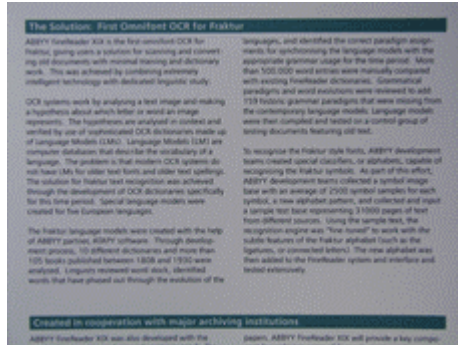 The Solution: First Omnifont OCR for Fraktur
ABBYY FineReader XIX is the first omnifont OCR for
Fraktur, giving users a solution for scanning and convert-
ing old documents with minimal training and dictionary
work. This was achieved by combining extremely
intelligent technology with dedicated linguistic study.
OCR systems work by analysing a text image and making
a hypothesis about which letter or word an image
represents. The hypotheses are analysed in context and
verified by use of sophisticated OCR dictionaries made up
of Language Models (LMs). Language Models (LM) are
computer databases that describe the vocabulary of a
language. The problem is that modern OCR systems do
not have LMs for older text fonts and older text spellings.
The solution for Fraktur text recognition was achieved
through the development of OCR dictionaries specifically
for this time period. Special language models were
created for five European languages.
The Fraktur language models were created with the help
of ABBYY partner, software. Through develop-
ment process, 10 different dictionaries and more than
105 books published between 1808 and 1930 were
analysed. Linguists reviewed word stock, identified
words that have phased out through the evolution of the
languages, and identified the correct paradigm assign-
ments for synchronising the language models with the
appropriate grammar usage for the time period. More
than 500,000 word entries were manually compared
with existing FineReader dictionaries. Grammatical
paradigms and word evolutions were reviewed to add
159 historic grammar paradigms that were missing from
the contemporary language models. Language models
were then compiled and tested on a control group of
testing documents featuring old text.
To recognise the Fraktur style fonts, ABBYY development
teams created special classifiers, or alphabets, capable of
recognising the Fraktur symbols. As part of this effort,
ABBYY development teams collected a symbol image
base with an average of 2500 symbol samples for each
symbol, a new alphabet pattern, and collected and input
a sample text base representing 31000 pages of text
from different sources. Using the sample text, the
recognition engine was "fine-tuned" to work with the
subtle features of the Fraktur alphabet (such as the
ligatures, or connected letters). The new alphabet was
then added to the FineReader system and interface and
tested extensively.
Created in cooperation with major archiving institutions
ABBYY FineReader XIX was also developed with the
papers. ABBYY FineReader XIX will provide a key compo-